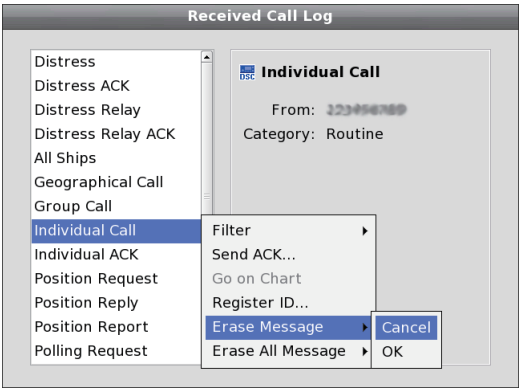 Received Call Log
Distress
Distress ACK
Distress Relay
Distress Relay ACK
All Ships
Geographical Call
Group Call
Individual Call
Individual ACK
Position Request
Position Reply
Position Report
Polling Request
DSC Individual Call
From:
Category: Routine
Filter
Send ACK...
Go on Chart
Register ID...
Erase Message
Erase All Message
Cancel
OK